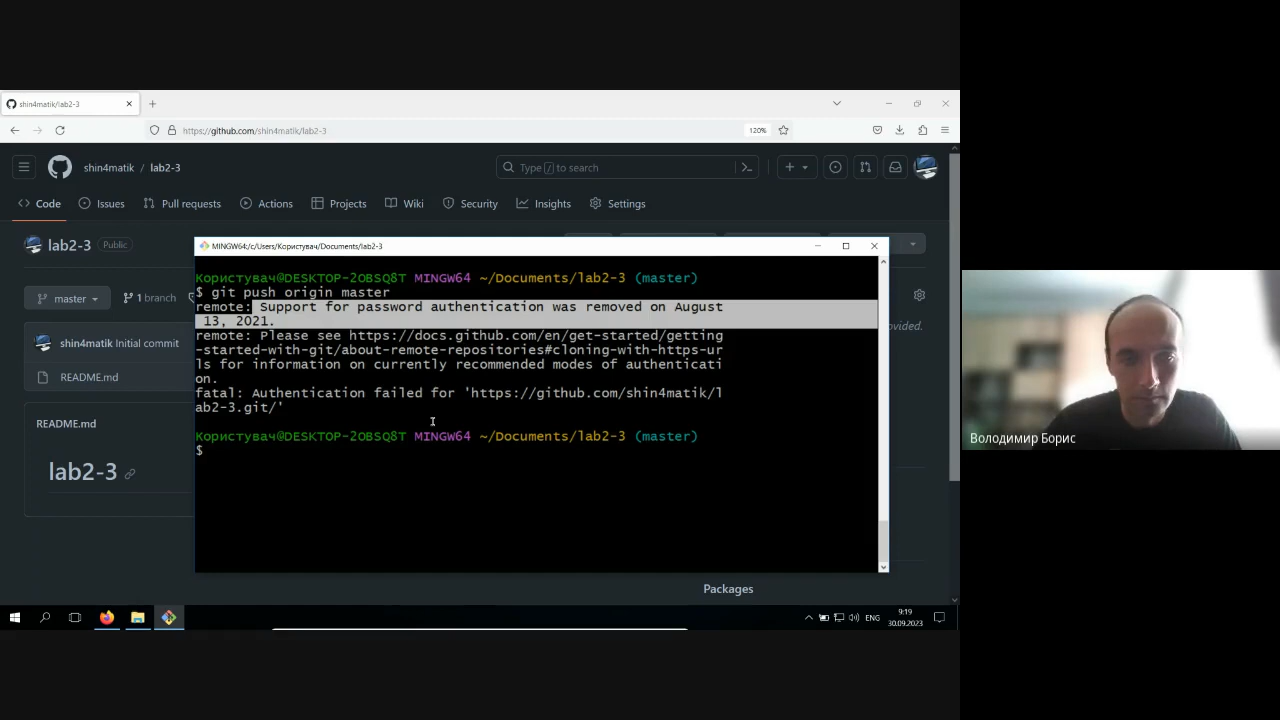 shin4matik/lab2-3
https://github.com/shin4matik/lab2-3
120%
shin4matik / lab2-3
Type / to search
Code
Issues
Pull requests
Actions
Projects
Wiki
Security
Insights
Settings
lab2-3 Public
MINGW64:/c/Users/Користувач/Documents/lab2-3
Користувач@DESKTOP-2OBSQ8T MINGW64 ~/Documents/lab2-3 (master)
$ git push origin master
remote: Support for password authentication was removed on August
13, 2021.
remote: Please see https://docs.github.com/en/get-started/getting
-started-with-git/about-remote-repositories#cloning-with-https-ur
ls for information on currently recommended modes of authenticati
on.
fatal: Authentication failed for 'https://github.com/shin4matik/l
ab2-3.git/'
Користувач@DESKTOP-2OBSQ8T MINGW64 ~/Documents/lab2-3 (master)
$
master
1 branch
shin4matik Initial commit
README.md
README.md
lab2-3
ovided.
Packages
ENG
9:19
30.09.2023
Володимир Борис